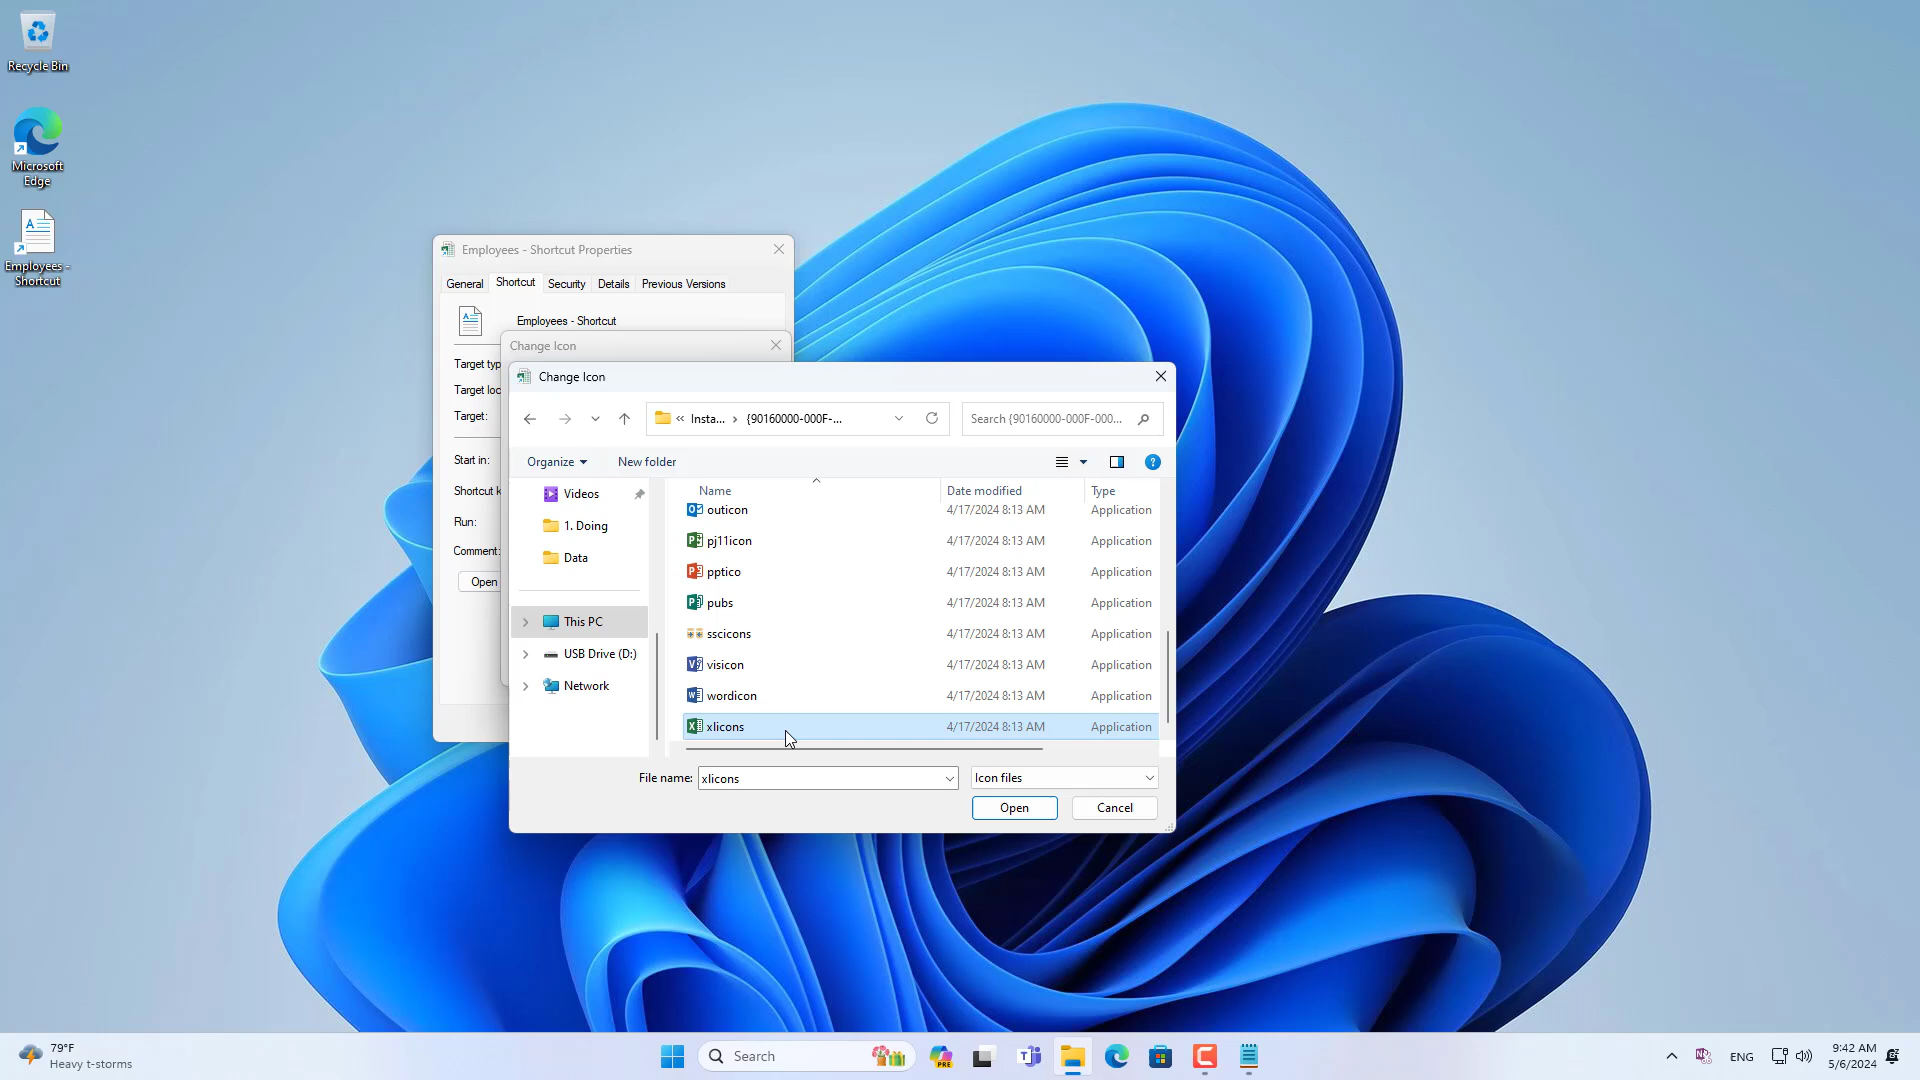 Recycle Bin
Microsoft
Edge
Employees -
Shortcut
Employees - Shortcut Properties
General
Shortcut
Security
Details
Previous Versions
Employees - Shortcut
Target typ
Target loc
Target:
Start in:
Shortcut k
Run:
Comment:
Open
Change Icon
Change Icon
Insta...
{90160000-000F-...
Search {90160000-000F-000...
Organize
New folder
Videos
1. Doing
Data
This PC
USB Drive (D:)
Network
Name
Date modified
Type
outicon
4/17/2024 8:13 AM
Application
pj11icon
4/17/2024 8:13 AM
Application
pptico
4/17/2024 8:13 AM
Application
pubs
4/17/2024 8:13 AM
Application
sscicons
4/17/2024 8:13 AM
Application
visicon
4/17/2024 8:13 AM
Application
wordicon
4/17/2024 8:13 AM
Application
xlicons
4/17/2024 8:13 AM
Application
File name:
xlicons
Icon files
Open
Cancel
79°F
Heavy t-storms
Search
PRE
ENG
9:42 AM
5/6/2024